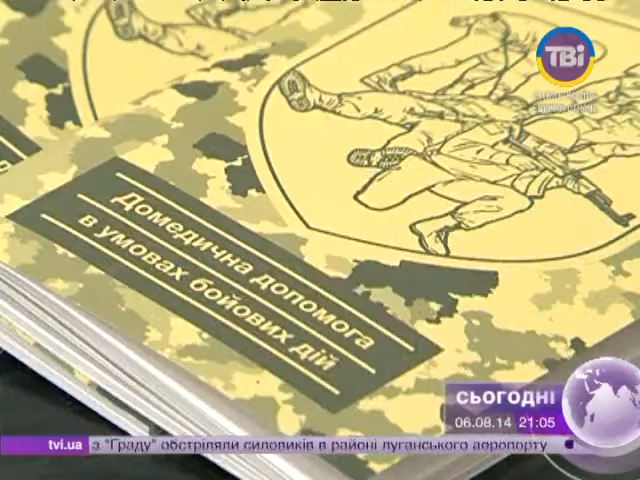 ТВі
Домедична допомога
в умовах бойових дій
СЬОГОДНІ
06.08.14 21:05
tvi.ua з "Граду" обстріляли силовиків в районі луганського аеропорту